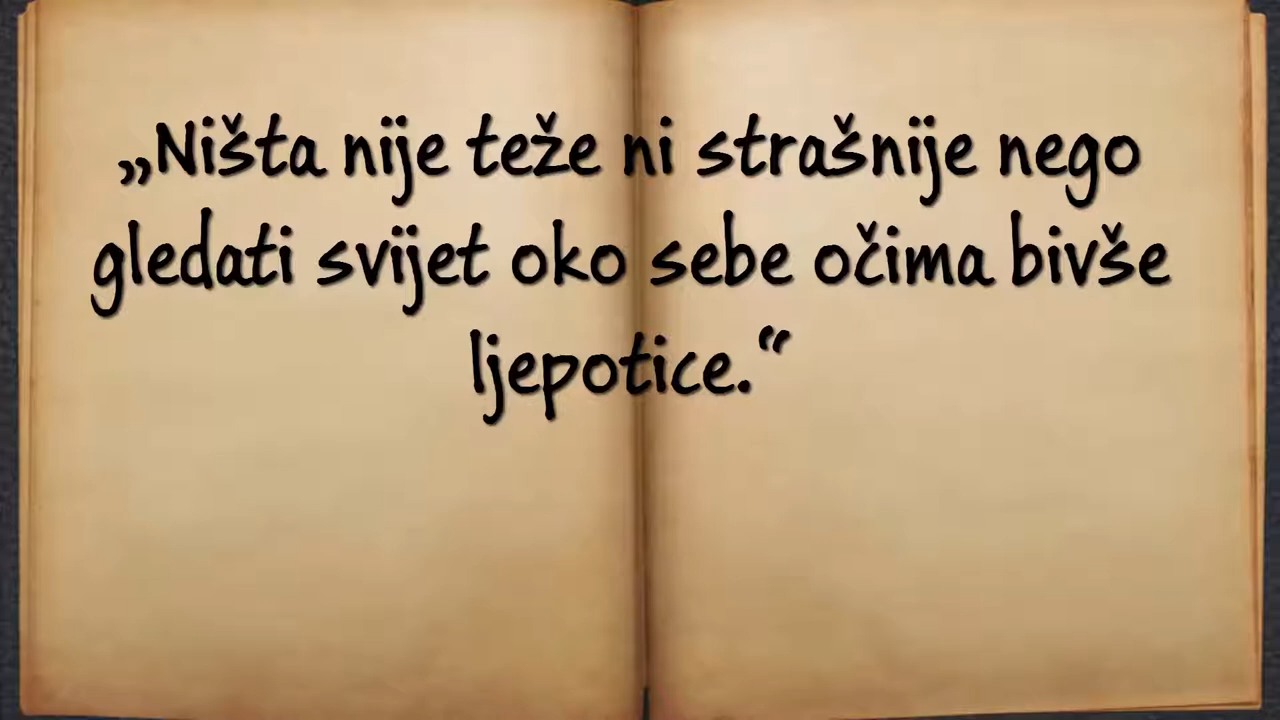 „Ništa nije teže ni strašnije nego
gledati svijet oko sebe očima bivše
ljepotice.“